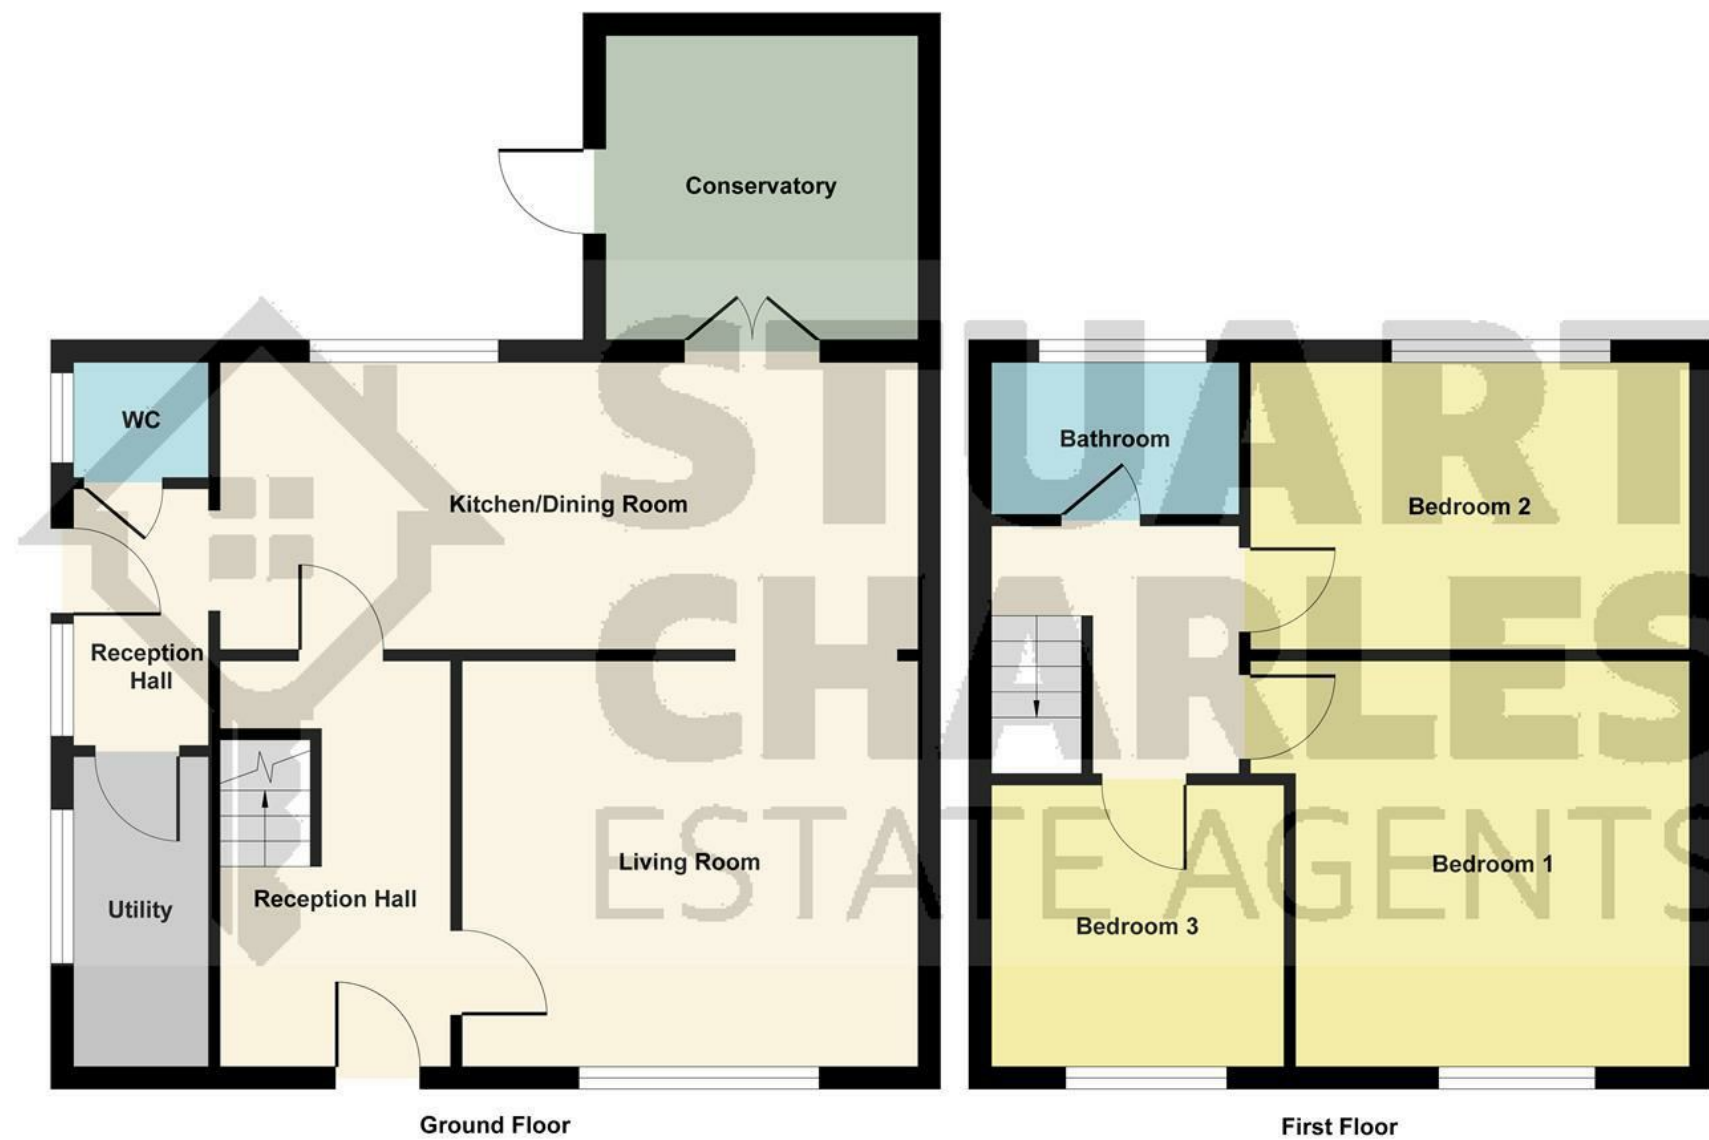 Conservatory
WC
Kitchen/Dining Room
Reception
Hall
Utility
Reception Hall
Living Room
Ground Floor
Bathroom
Bedroom 2
Bedroom 1
Bedroom 3
First Floor
STUART
CHARLES
ESTATE AGENTS